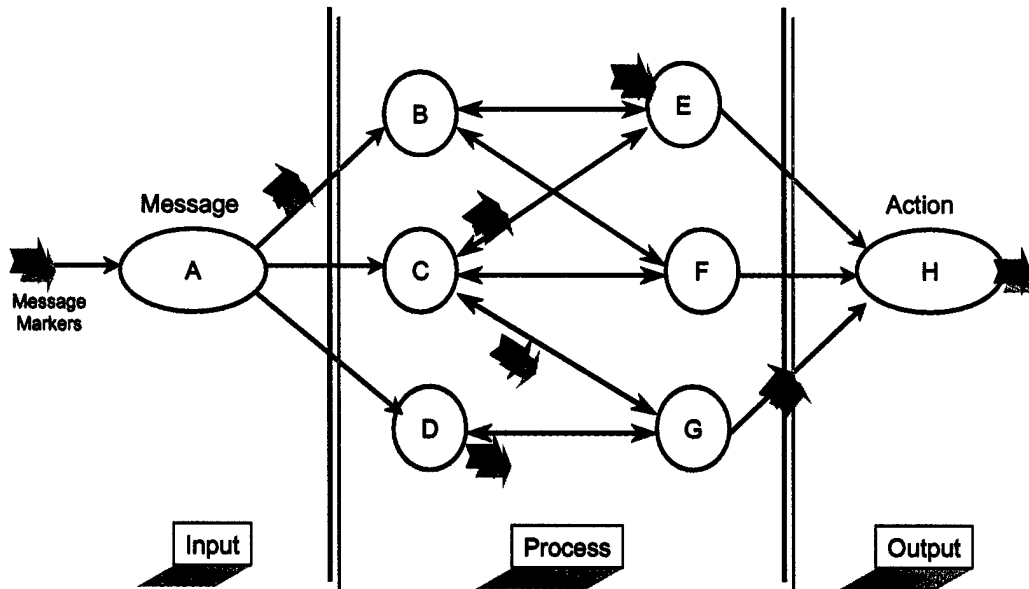 Message
Action
B
E
A
C
F
H
Message
Markers
D
G
Input
Process
Output